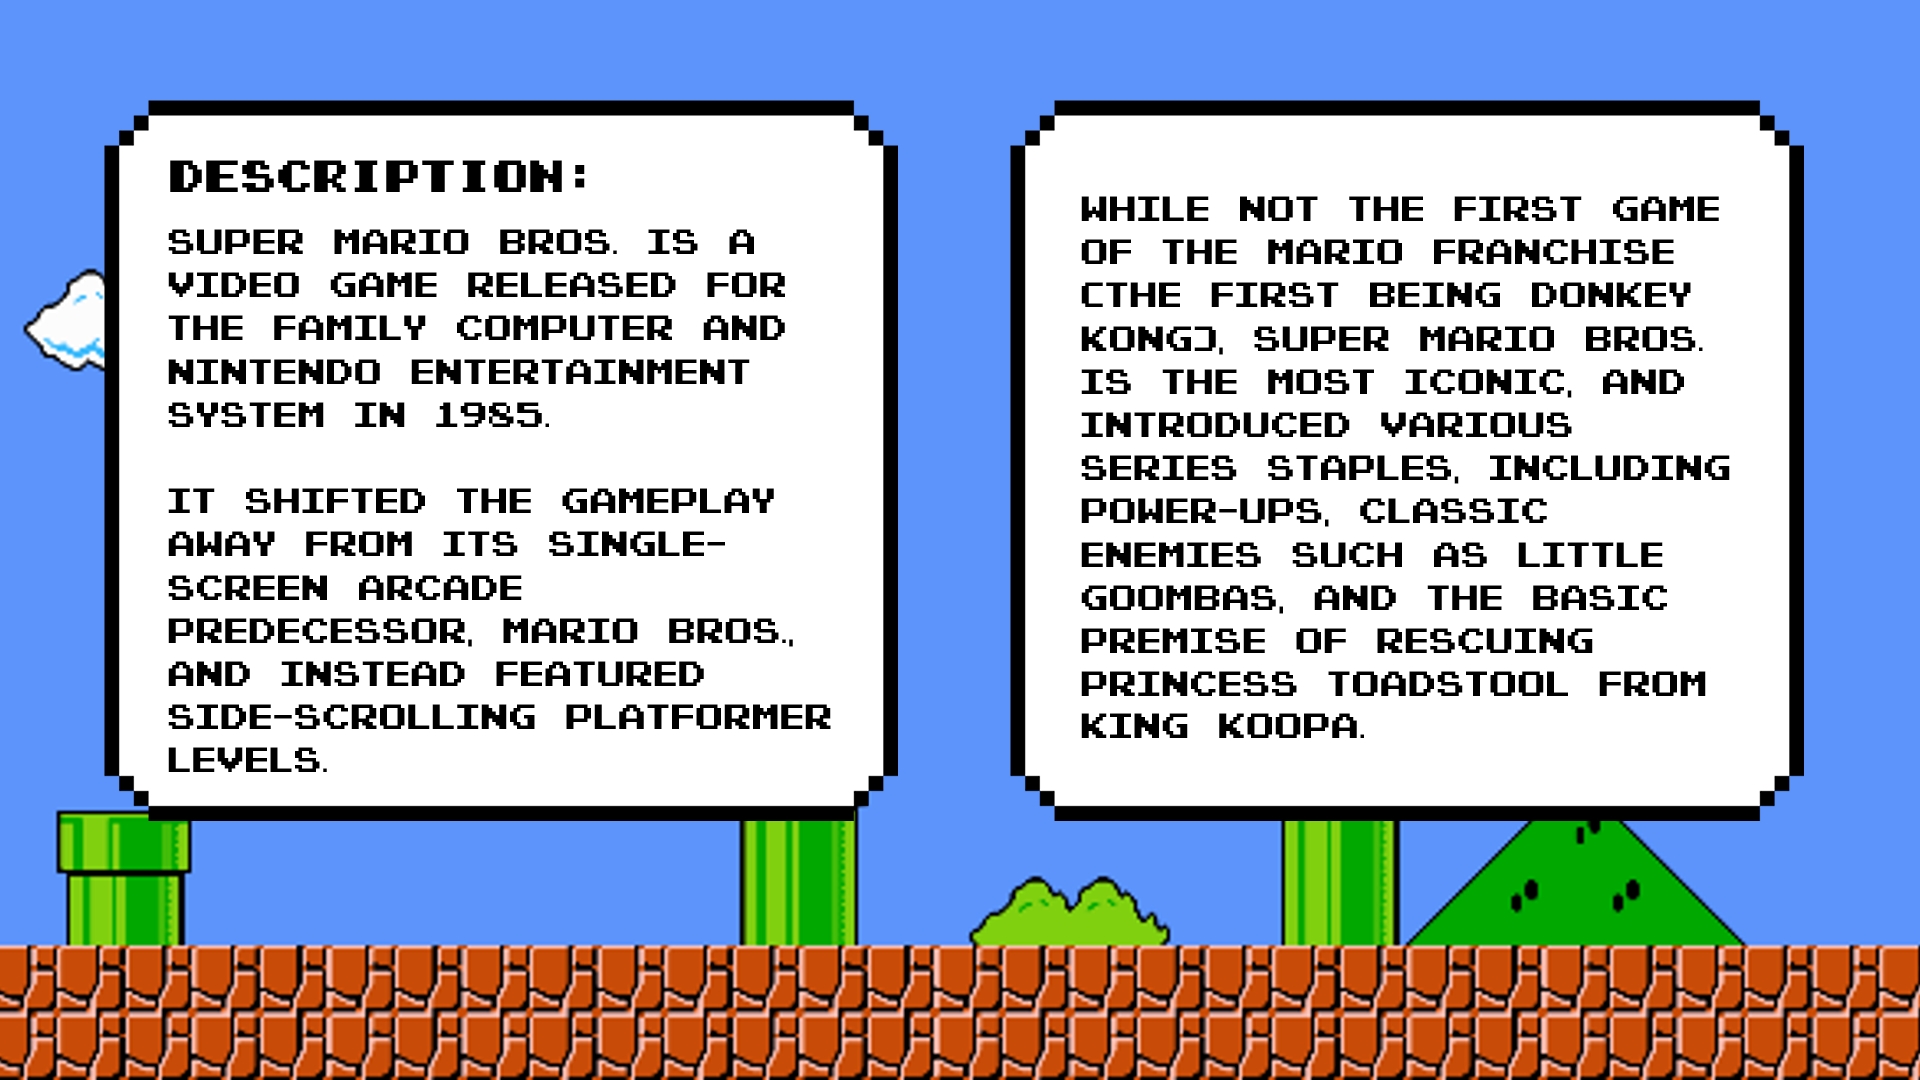 DESCRIPTION:
SUPER MARIO BROS. IS A
VIDEO GAME RELEASED FOR
THE FAMILY COMPUTER AND
NINTENDO ENTERTAINMENT
SYSTEM IN 1985.
IT SHIFTED THE GAMEPLAY
AWAY FROM ITS SINGLE-
SCREEN ARCADE
PREDECESSOR, MARIO BROS.,
AND INSTEAD FEATURED
SIDE-SCROLLING PLATFORMER
LEVELS.
WHILE NOT THE FIRST GAME
OF THE MARIO FRANCHISE
(THE FIRST BEING DONKEY
KONG), SUPER MARIO BROS.
IS THE MOST ICONIC, AND
INTRODUCED VARIOUS
SERIES STAPLES, INCLUDING
POWER-UPS, CLASSIC
ENEMIES SUCH AS LITTLE
GOOMBAS, AND THE BASIC
PREMISE OF RESCUING
PRINCESS TOADSTOOL FROM
KING KOOPA.